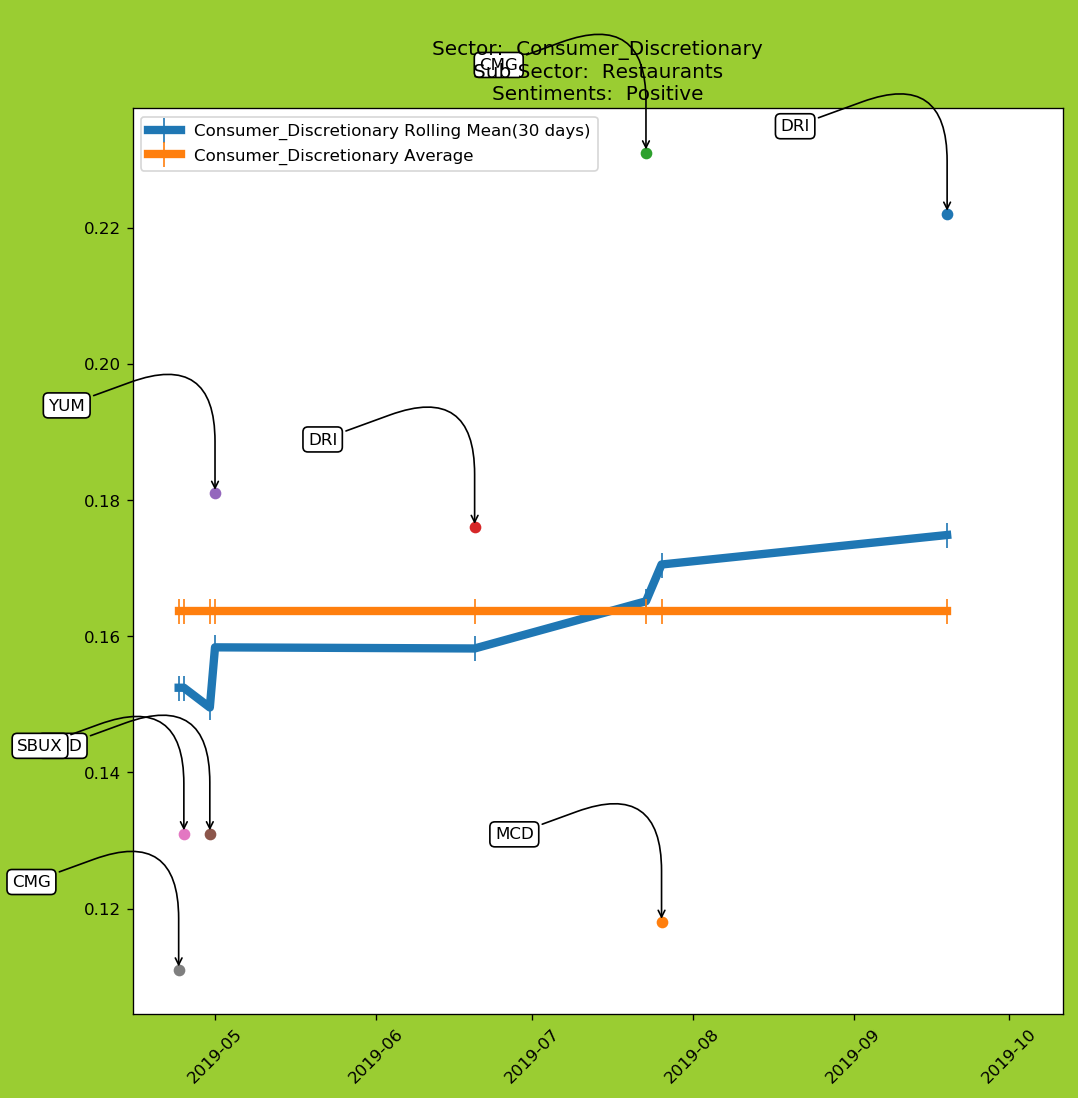 Sector:  Consumer_Discretionary
CMG
Sub Sector:  Restaurants
Sentiments:  Positive
DRI
Consumer_Discretionary Rolling Mean(30 days)
Consumer_Discretionary Average
0.22
0.20
YUM
DRI
0.18
0.16
SBUX
D
0.14
MCD
CMG
0.12
2019-05
2019-06
2019-07
2019-08
2019-09
2019-10